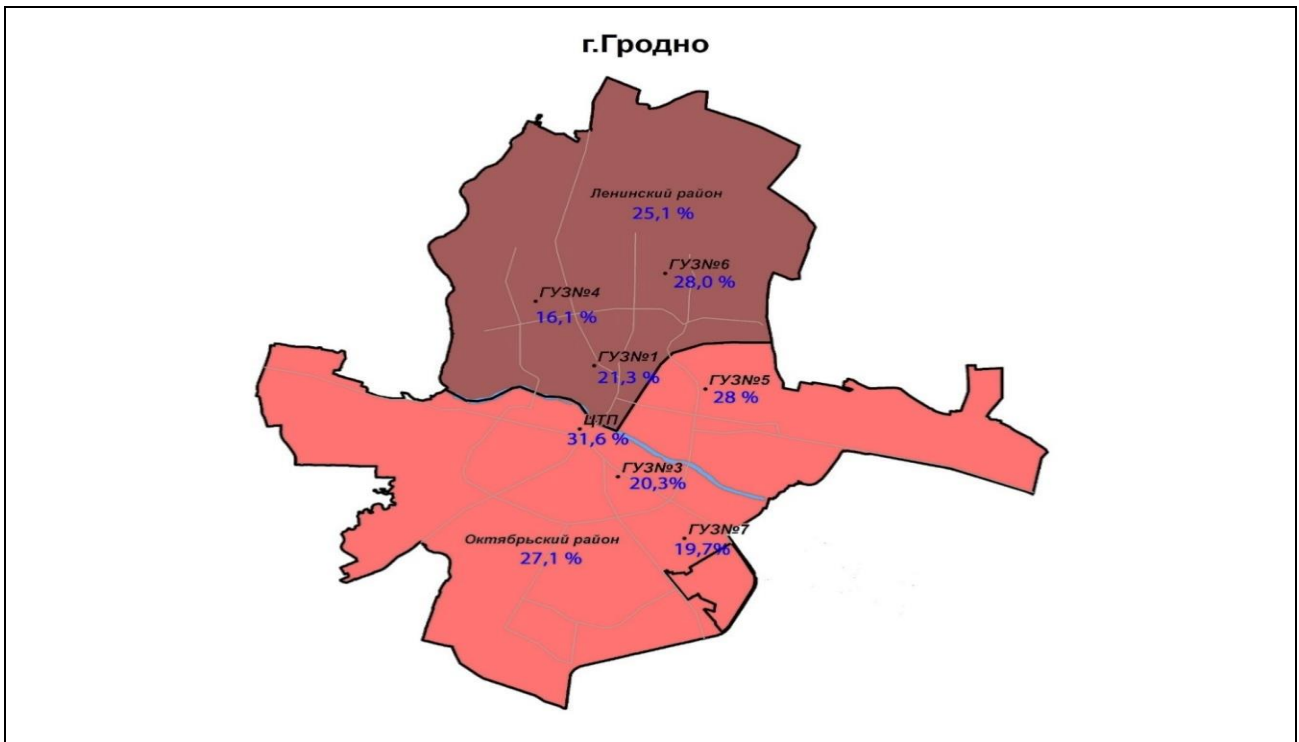 г.Гродно
Ленинский район
25,1 %
ГУЗ№6
28,0 %
ГУЗ№4
16,1 %
ГУЗ№1
21,3 %
ГУЗ№5
28 %
ЦТП
31,6 %
ГУЗ№3
20,3%
ГУЗ№7
19,7%
Октябрьский район
27,1 %